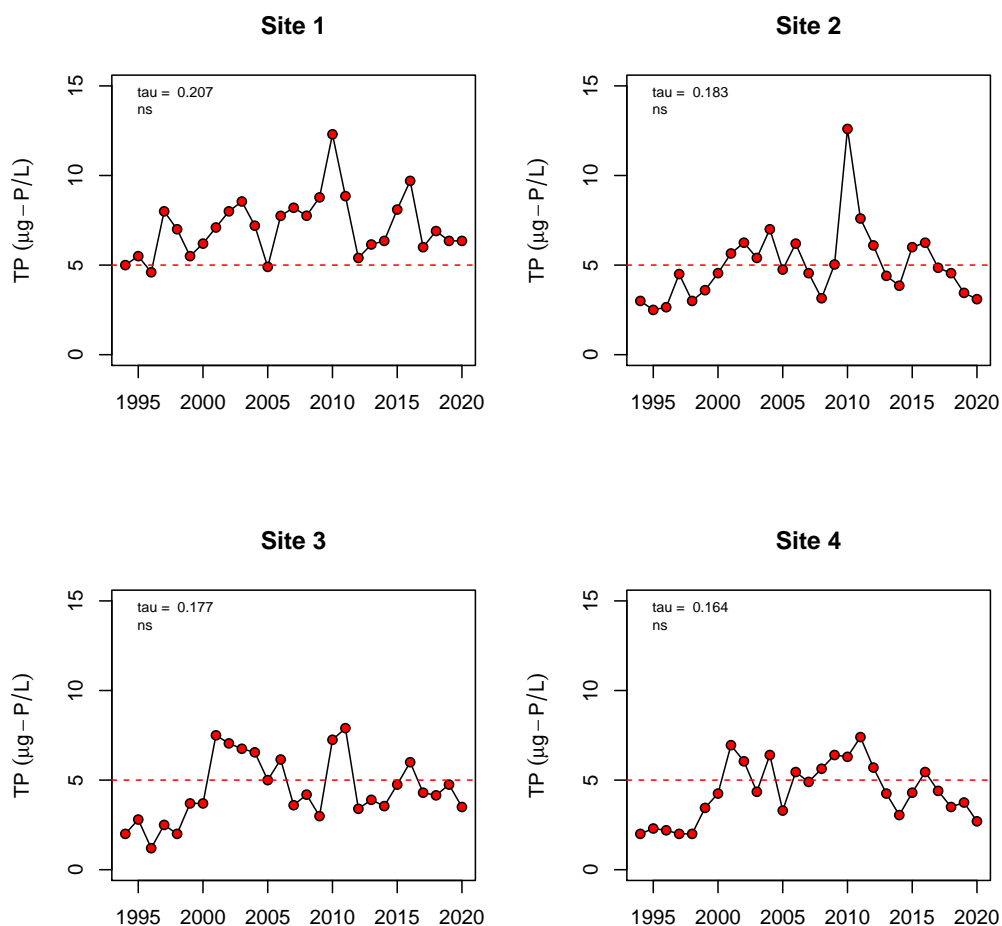 Site 1
tau = 0.207
ns
TP (μg−P/L)
15
10
5
0
1995 2000 2005 2010 2015 2020
Site 2
tau = 0.183
ns
TP (μg−P/L)
15
10
5
0
1995 2000 2005 2010 2015 2020
Site 3
tau = 0.177
ns
TP (μg−P/L)
15
10
5
0
1995 2000 2005 2010 2015 2020
Site 4
tau = 0.164
ns
TP (μg−P/L)
15
10
5
0
1995 2000 2005 2010 2015 2020